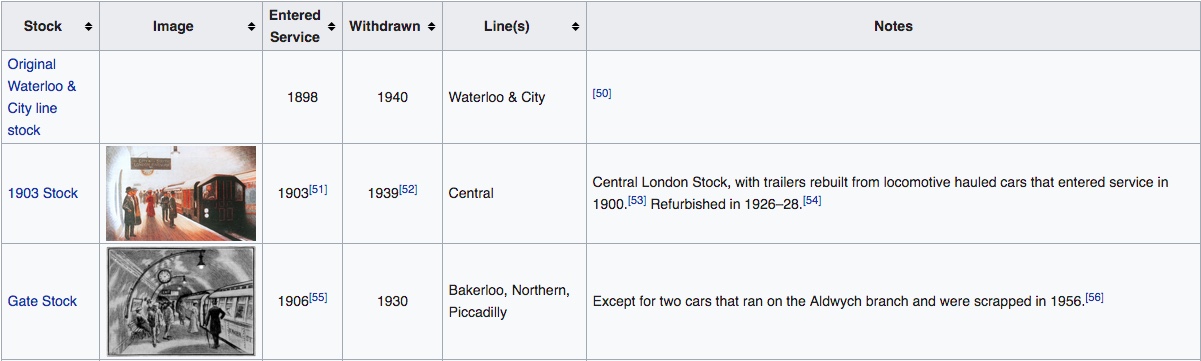 Stock Image Entered Service Withdrawn Line(s) Notes
Original Waterloo & City line stock 1898 1940 Waterloo & City [50]
1903 Stock 1903[51] 1939[52] Central Central London Stock, with trailers rebuilt from locomotive hauled cars that entered service in 1900.[53] Refurbished in 1926–28.[54]
Gate Stock 1906[55] 1930 Bakerloo, Northern, Piccadilly Except for two cars that ran on the Aldwych branch and were scrapped in 1956.[56]